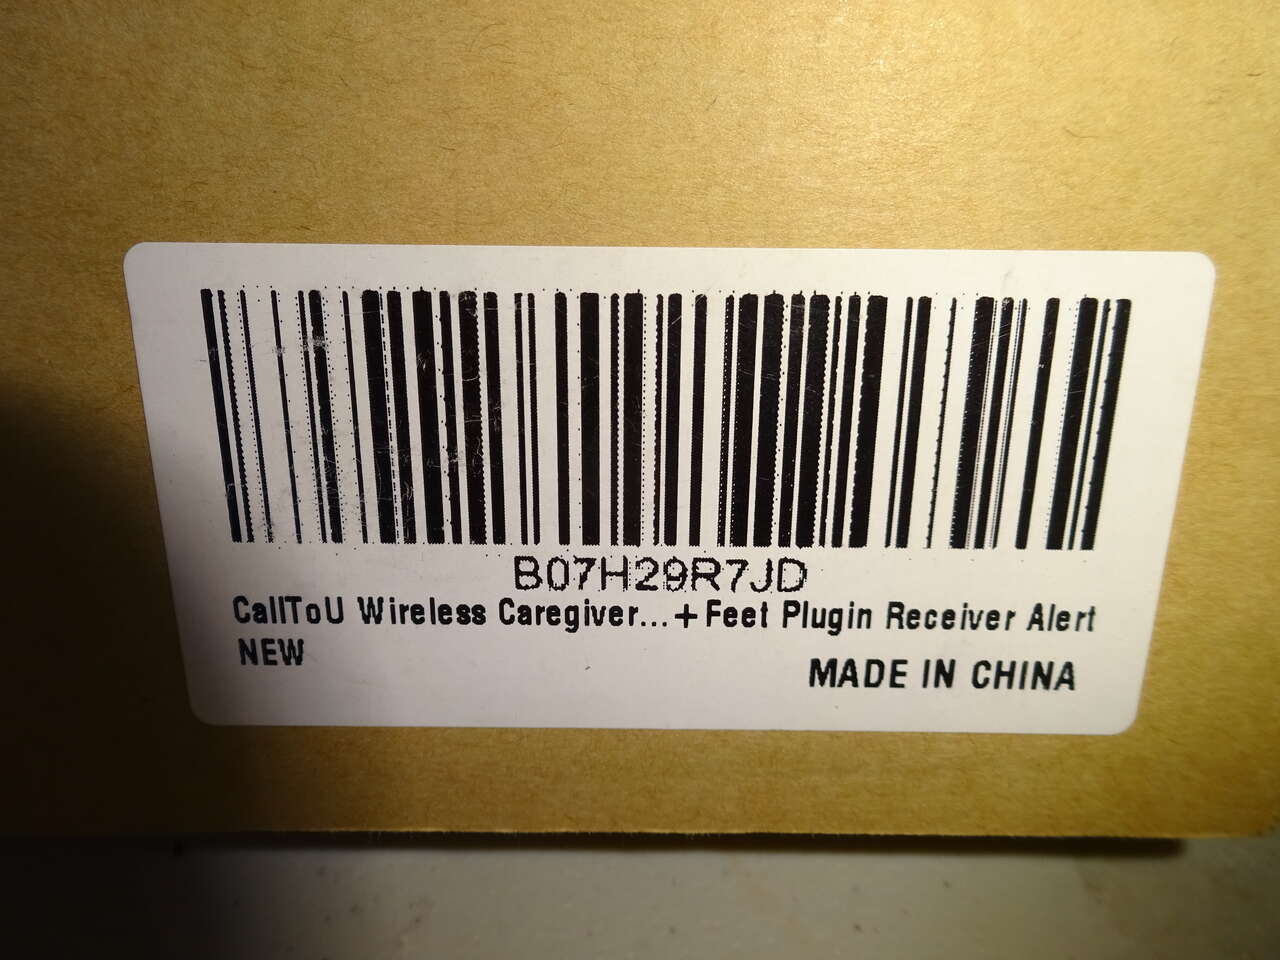 B07H29R7JD
CallToU Wireless Caregiver...+Feet Plugin Receiver Alert
NEW
MADE IN CHINA